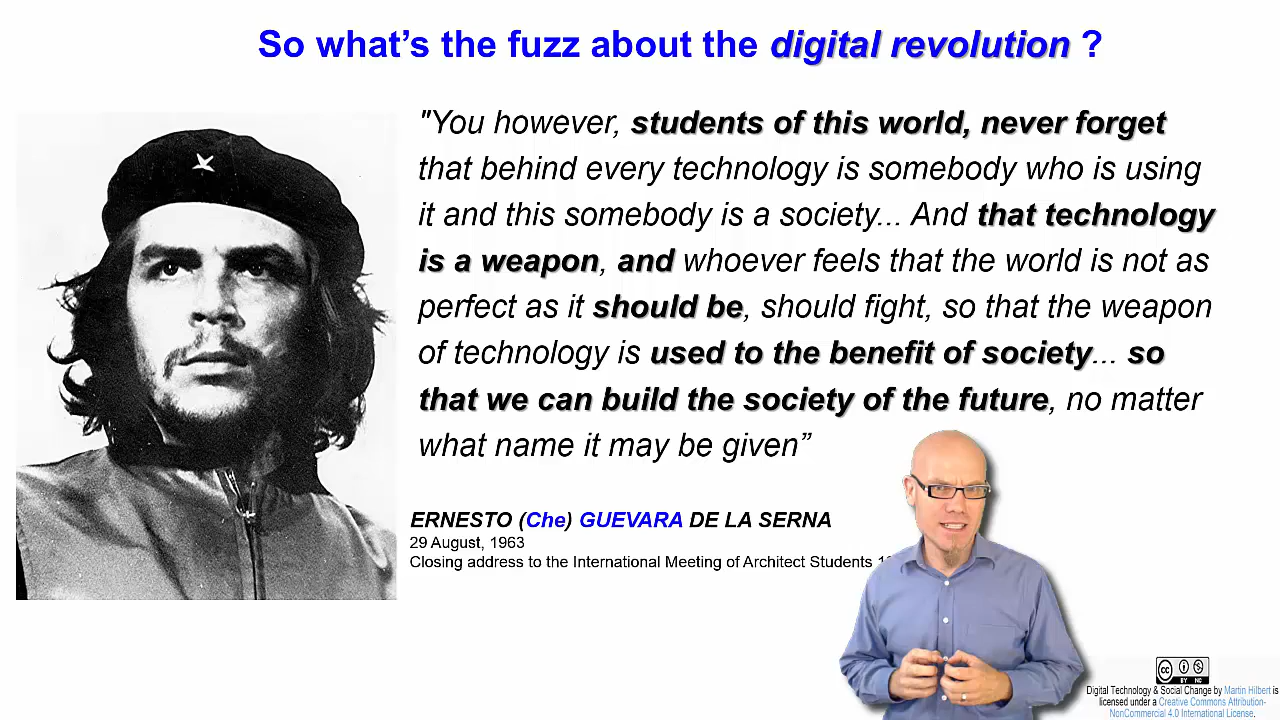 So what's the fuzz about the digital revolution ?
"You however, students of this world, never forget
that behind every technology is somebody who is using
it and this somebody is a society... And that technology
is a weapon, and whoever feels that the world is not as
perfect as it should be, should fight, so that the weapon
of technology is used to the benefit of society... so
that we can build the society of the future, no matter
what name it may be given”
ERNESTO (Che) GUEVARA DE LA SERNA
29 August, 1963
Closing address to the International Meeting of Architect Students
CC BY NC
Digital Technology & Social Change by Martin Hilbert is
licensed under a Creative Commons Attribution-
NonCommercial 4.0 International License.